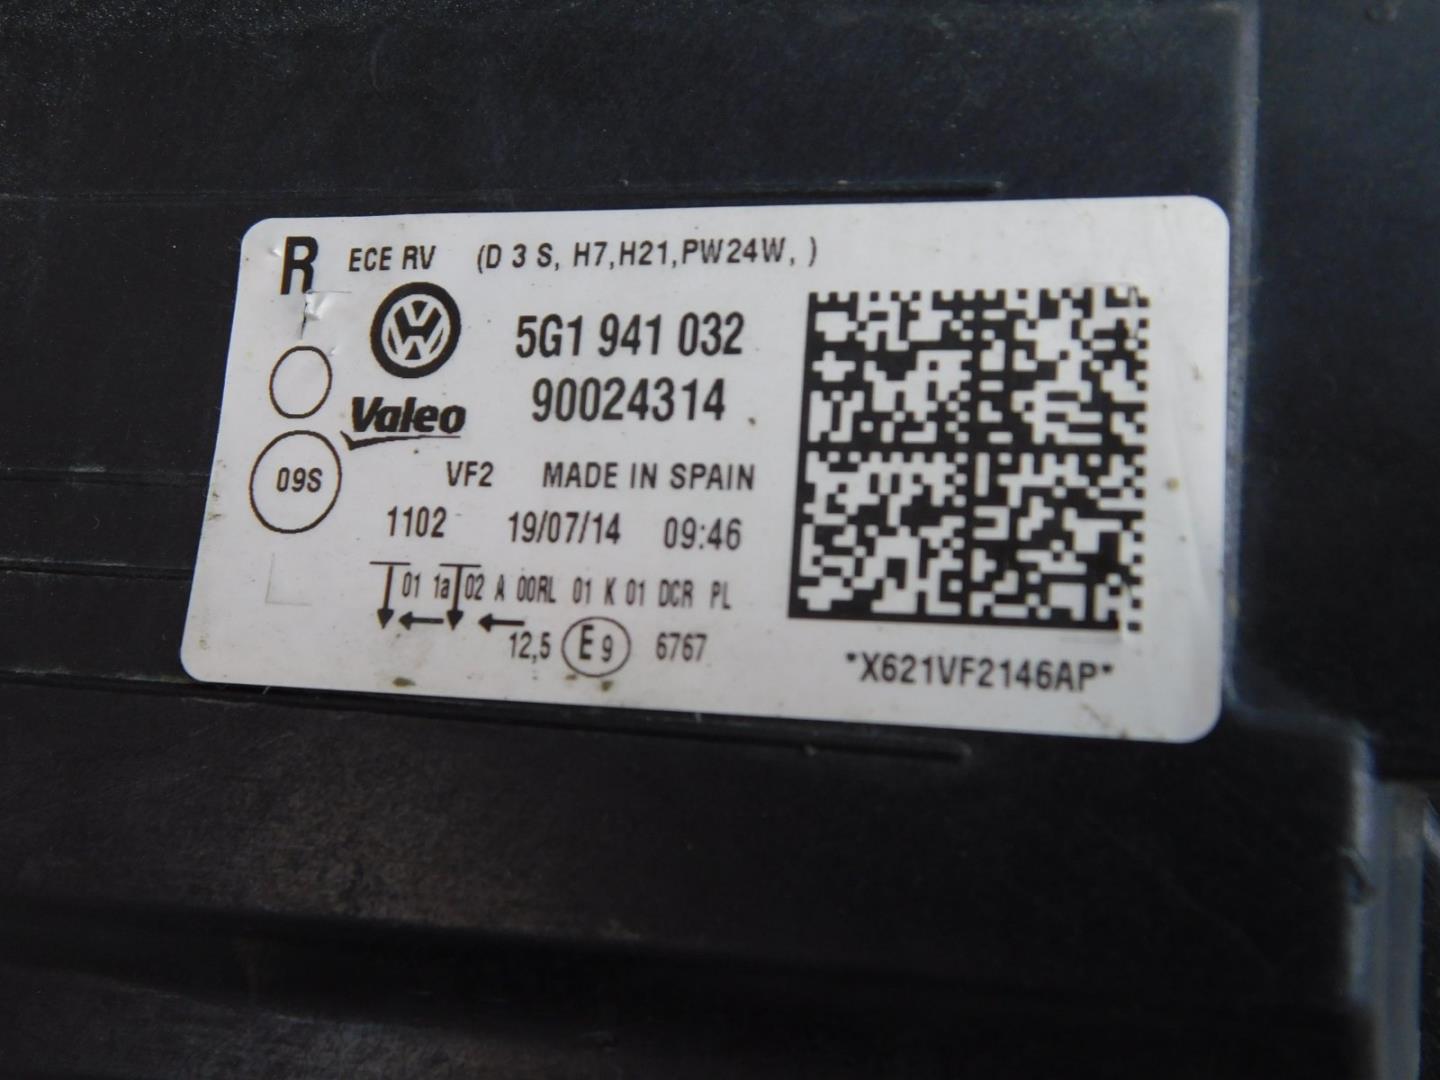 R ECE RV (D 3 S, H7,H21,PW24W, )
5G1 941 032
Valeo 90024314
09S
VF2 MADE IN SPAIN
1102 19/07/14 09:46
01 1a 02 A 00RL 01 K 01 DCR PL
12,5 E9 6767
*X621VF2146AP*